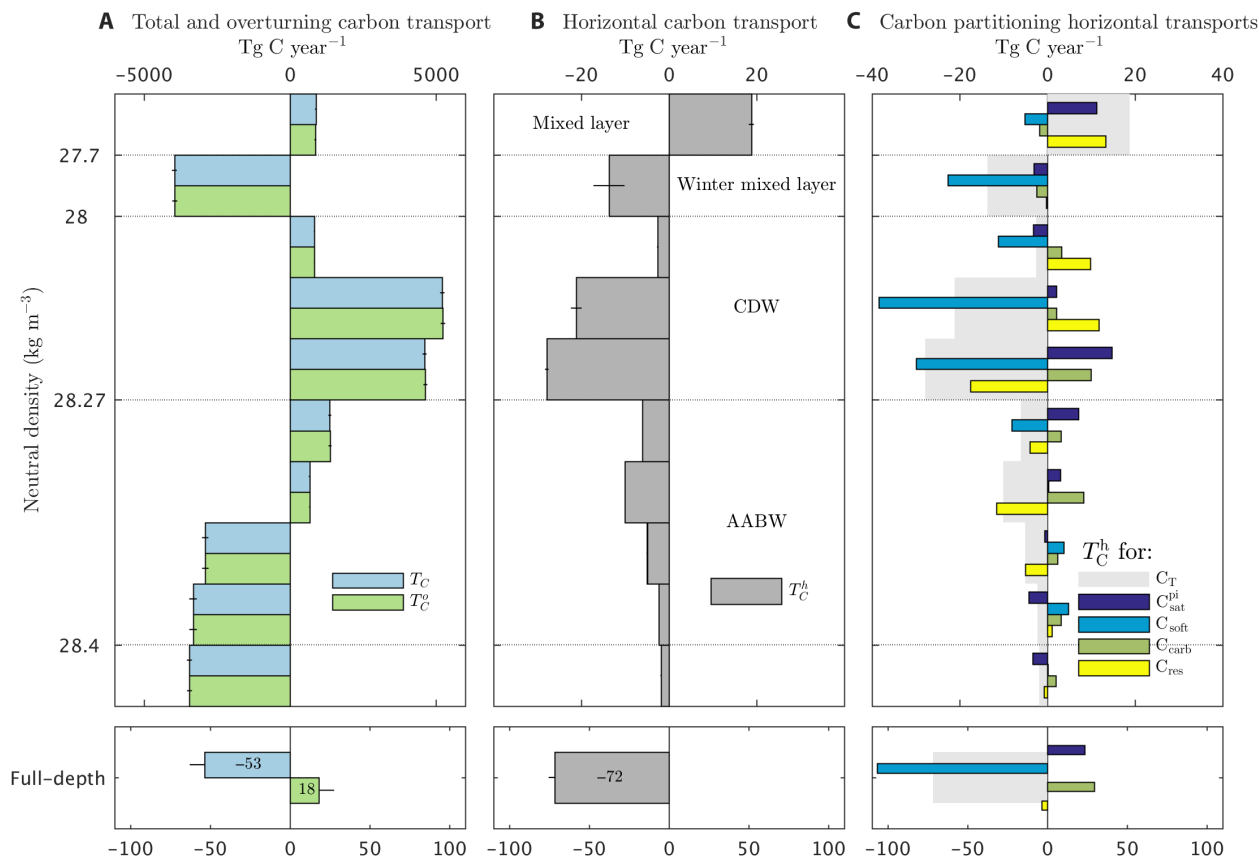 A Total and overturning carbon transport
Tg C year⁻¹
−5000 0 5000
B Horizontal carbon transport
Tg C year⁻¹
−20 0 20
C Carbon partitioning horizontal transports
Tg C year⁻¹
−40 −20 0 20 40
Neutral density (kg m⁻³)
27.7
28
28.27
28.4
Mixed layer
Winter mixed layer
CDW
AABW
T_C
T_C^o
T_C^h
T_C^h for:
C_T
C_sat^pi
C_soft
C_carb
C_res
Full-depth
−53
18
−72
−100 −50 0 50 100
−100 −50 0 50 100
−100 −50 0 50 100